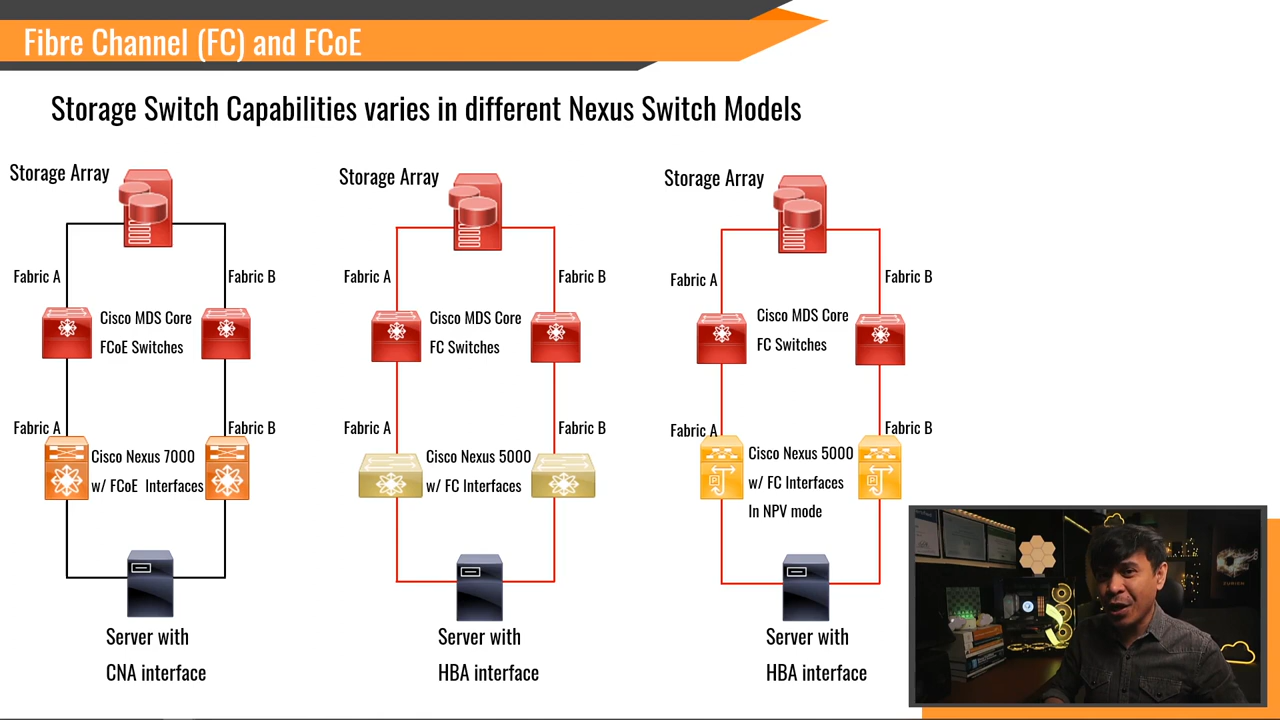 Fibre Channel (FC) and FCoE
Storage Switch Capabilities varies in different Nexus Switch Models
Storage Array
Fabric A
Fabric B
Cisco MDS Core
FCoE Switches
Fabric A
Fabric B
Cisco Nexus 7000
w/ FCoE Interfaces
Server with
CNA interface
Storage Array
Fabric A
Fabric B
Cisco MDS Core
FC Switches
Fabric A
Fabric B
Cisco Nexus 5000
w/ FC Interfaces
Server with
HBA interface
Storage Array
Fabric A
Fabric B
Cisco MDS Core
FC Switches
Fabric A
Fabric B
Cisco Nexus 5000
w/ FC Interfaces
In NPV mode
P
P
Server with
HBA interface